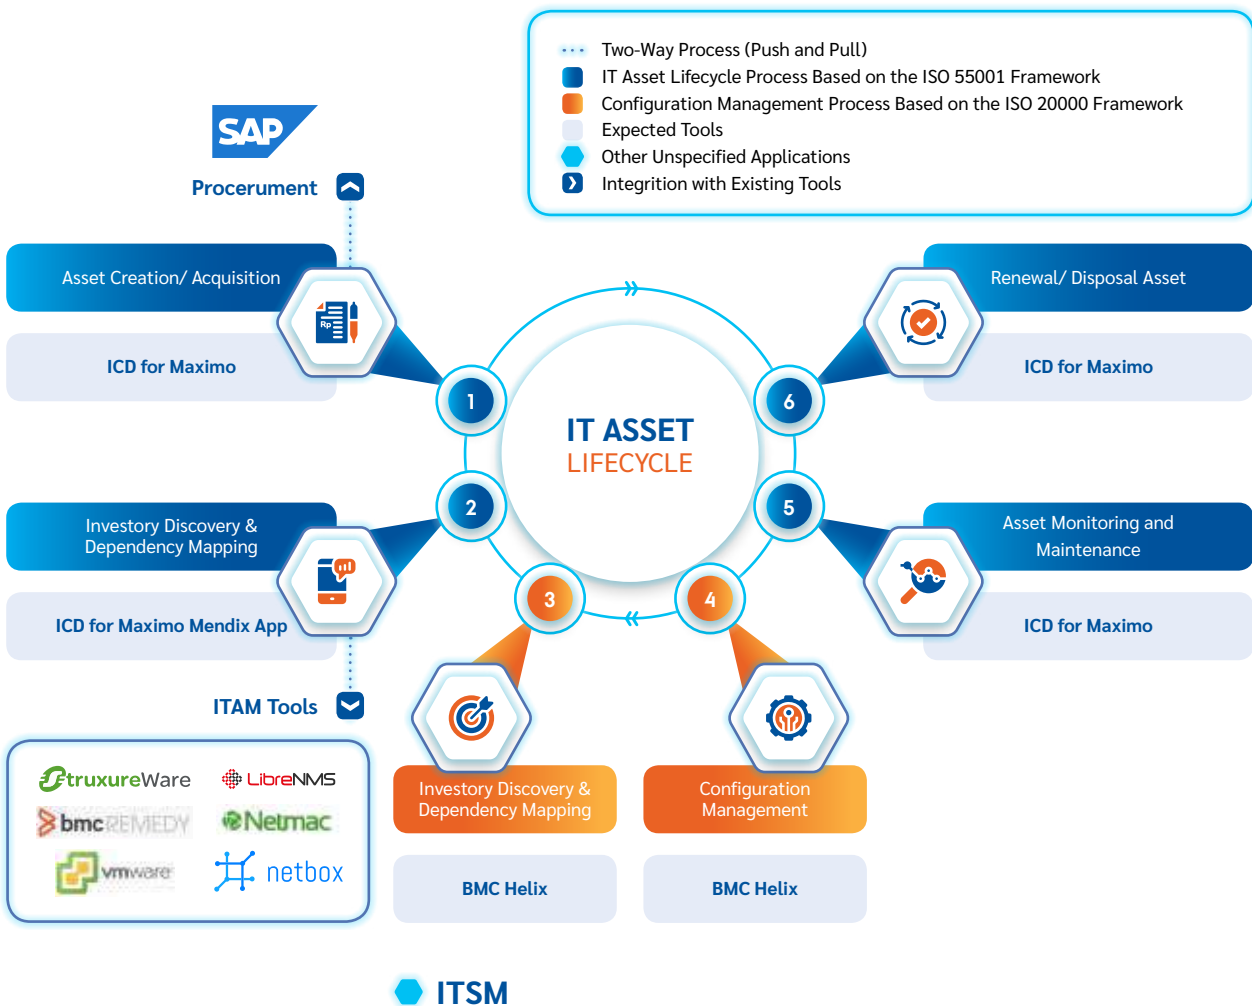 Two-Way Process (Push and Pull)
IT Asset Lifecycle Process Based on the ISO 55001 Framework
Configuration Management Process Based on the ISO 20000 Framework
Expected Tools
Other Unspecified Applications
Integrition with Existing Tools
SAP
Procerument
Asset Creation/ Acquisition
Rp
ICD for Maximo
1
Renewal/ Disposal Asset
ICD for Maximo
6
IT ASSET
LIFECYCLE
Investory Discovery &
Dependency Mapping
ICD for Maximo Mendix App
2
Asset Monitoring and
Maintenance
ICD for Maximo
5
3
4
ITAM Tools
StruxureWare
LibreNMS
bmc REMEDY
Netmac
vmware
netbox
Investory Discovery &
Dependency Mapping
BMC Helix
Configuration
Management
BMC Helix
ITSM